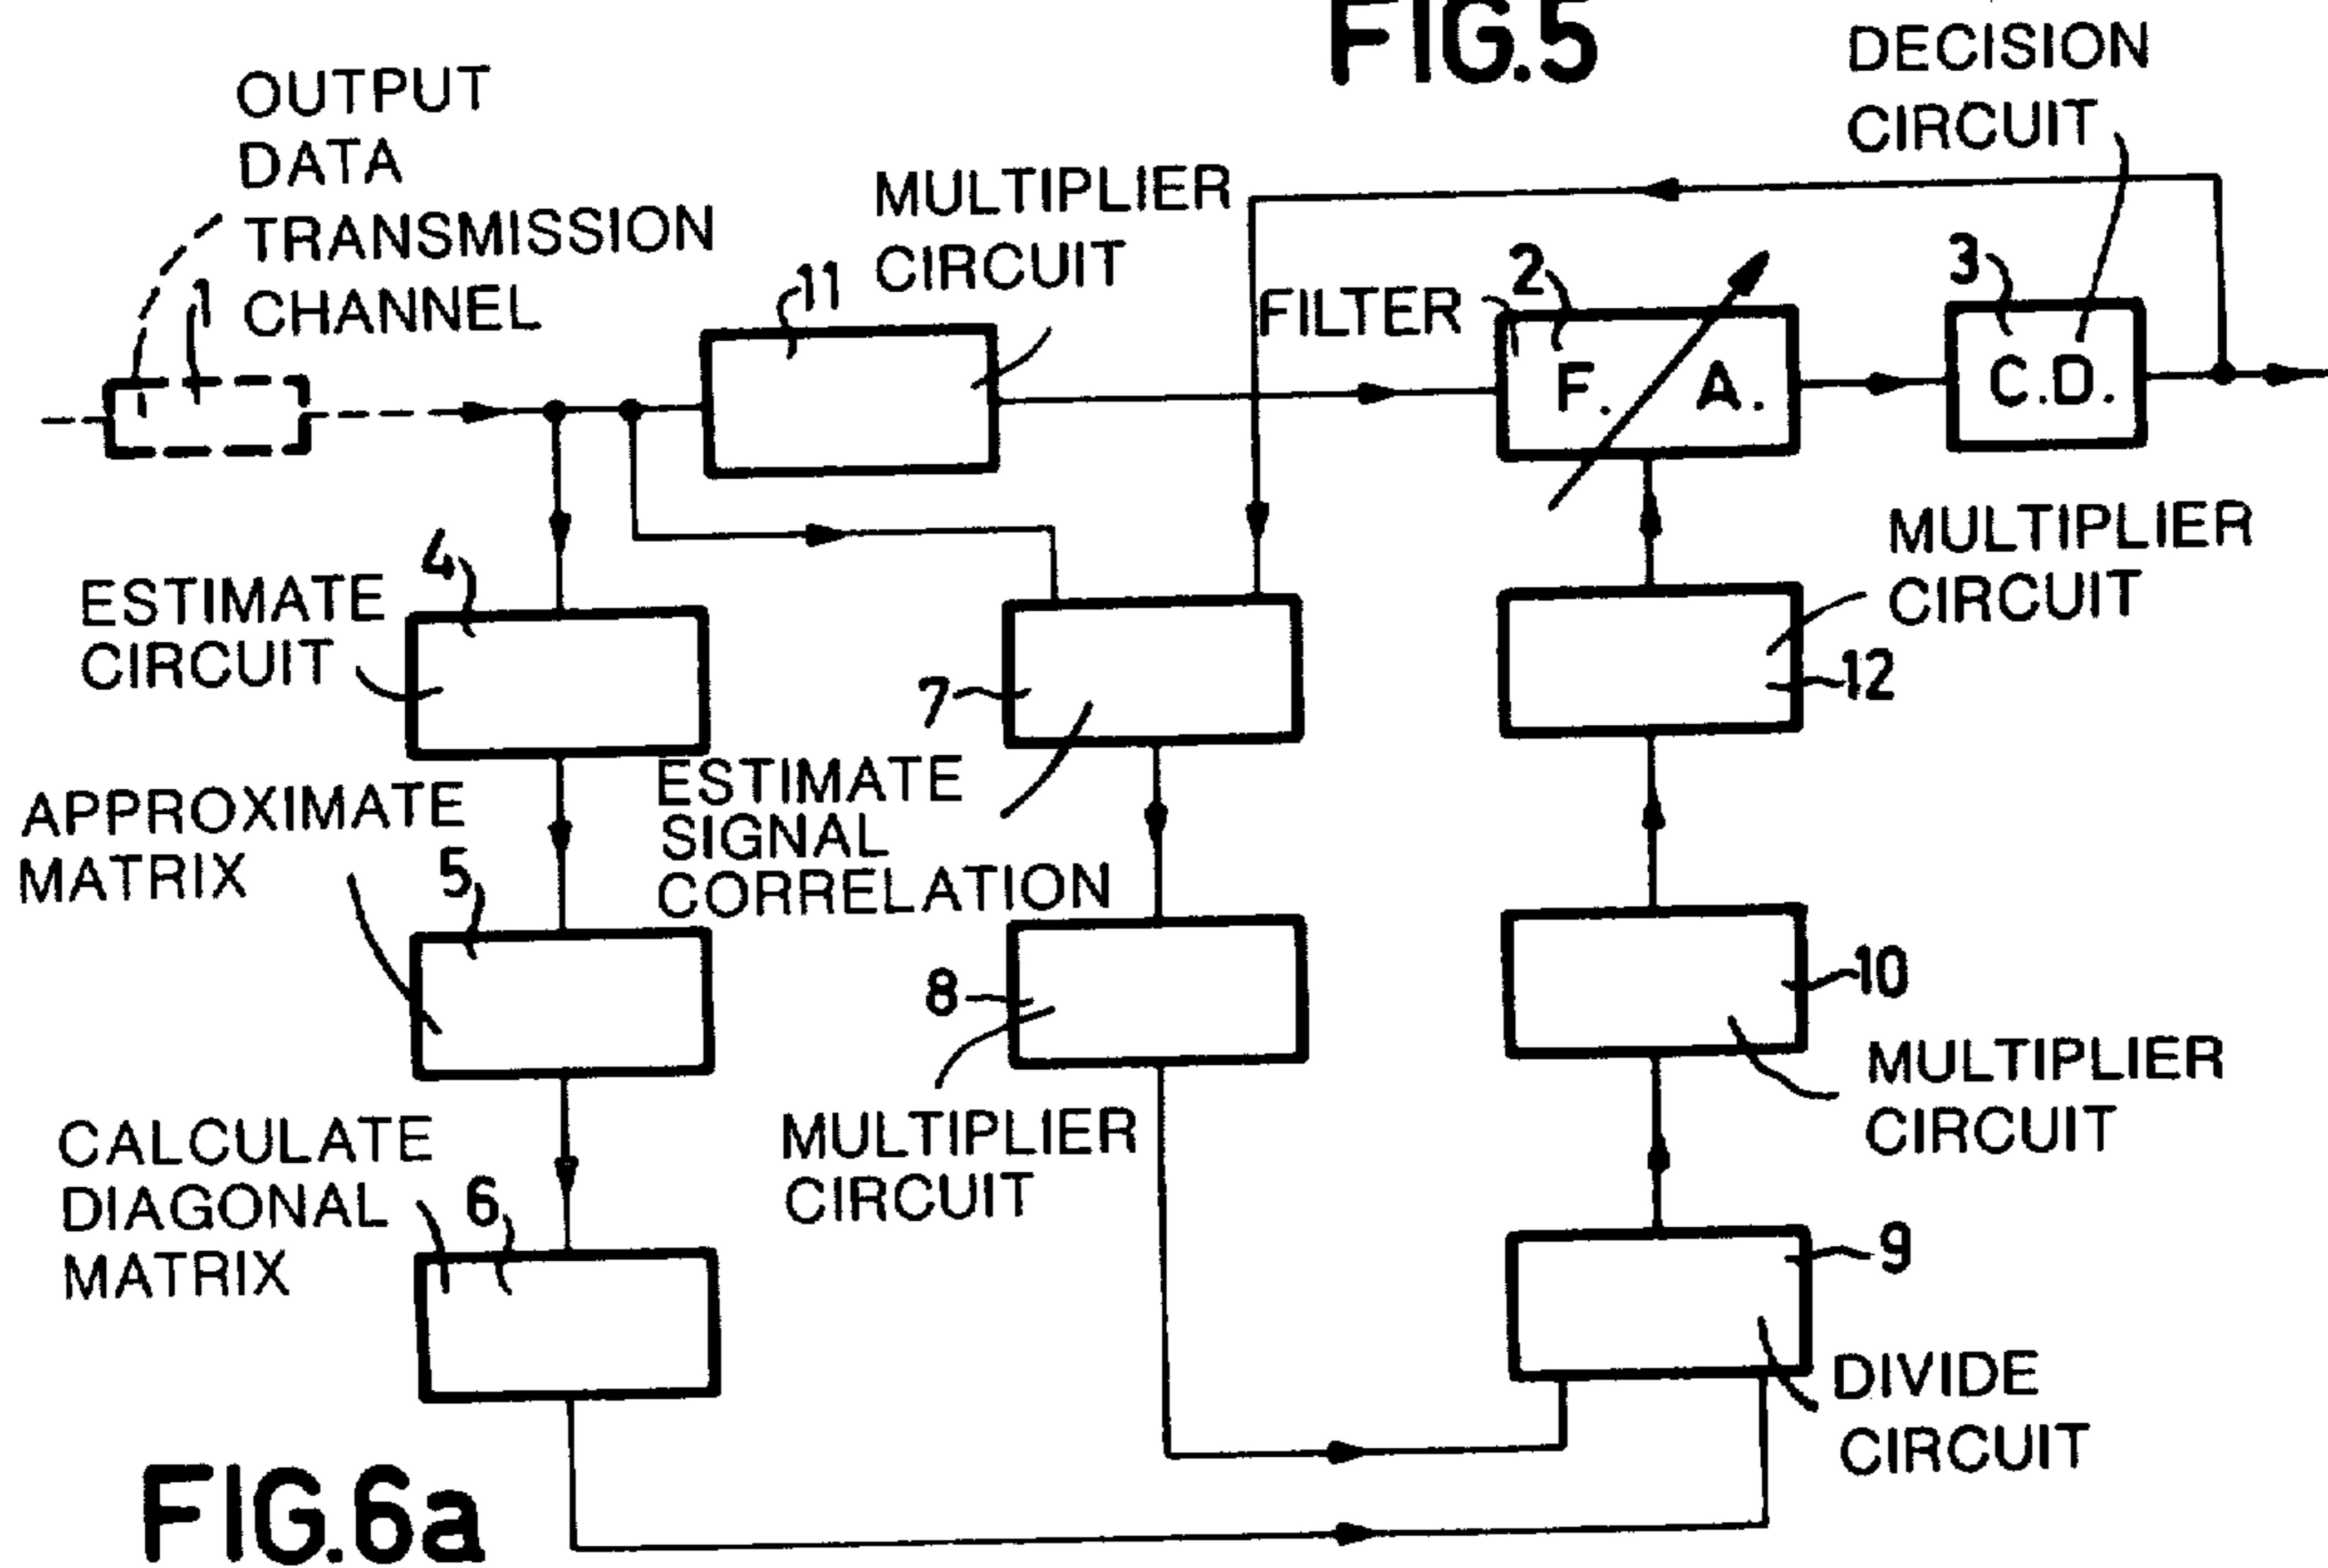 FIG.5
DECISION
CIRCUIT
OUTPUT
DATA
TRANSMISSION
CHANNEL
1
MULTIPLIER
CIRCUIT
11
FILTER
2
F. A.
3
C.D.
4
ESTIMATE
CIRCUIT
7
ESTIMATE
SIGNAL
CORRELATION
MULTIPLIER
CIRCUIT
12
APPROXIMATE
MATRIX
5
8
MULTIPLIER
CIRCUIT
10
MULTIPLIER
CIRCUIT
CALCULATE
DIAGONAL
MATRIX
6
9
DIVIDE
CIRCUIT
FIG.6a